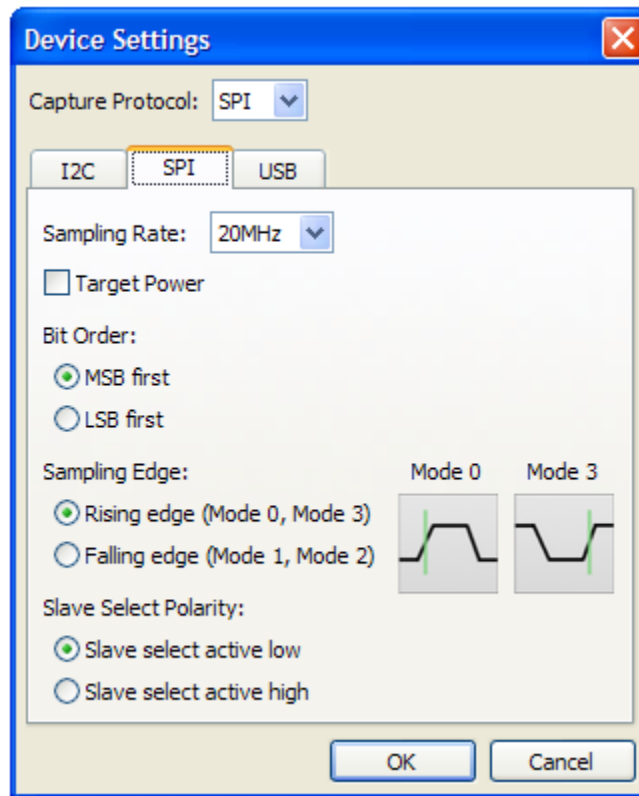 Device Settings
Capture Protocol: SPI
I2C SPI USB
Sampling Rate: 20MHz
Target Power
Bit Order:
MSB first
LSB first
Sampling Edge: Mode 0 Mode 3
Rising edge (Mode 0, Mode 3)
Falling edge (Mode 1, Mode 2)
Slave Select Polarity:
Slave select active low
Slave select active high
OK Cancel